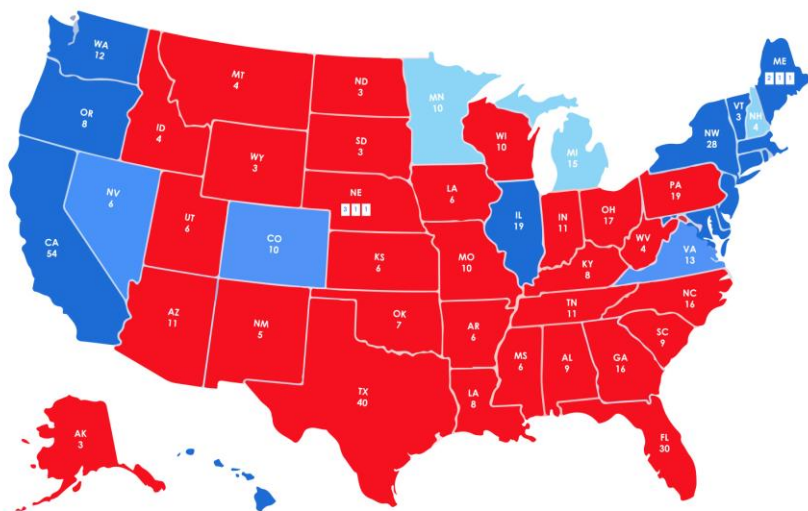 WA
12
OR
8
CA
54
NV
6
ID
4
MT
4
WY
3
UT
6
CO
10
AZ
11
NM
5
ND
3
SD
3
NE
3 1 1
KS
6
OK
7
TX
40
MN
10
LA
6
MO
10
AR
6
LA
8
WI
10
IL
19
MI
15
IN
11
OH
17
KY
8
TN
11
MS
6
AL
9
GA
16
FL
30
SC
9
NC
16
VA
13
WV
4
PA
19
NW
28
VT
3
NH
4
ME
2 1 1
AK
3